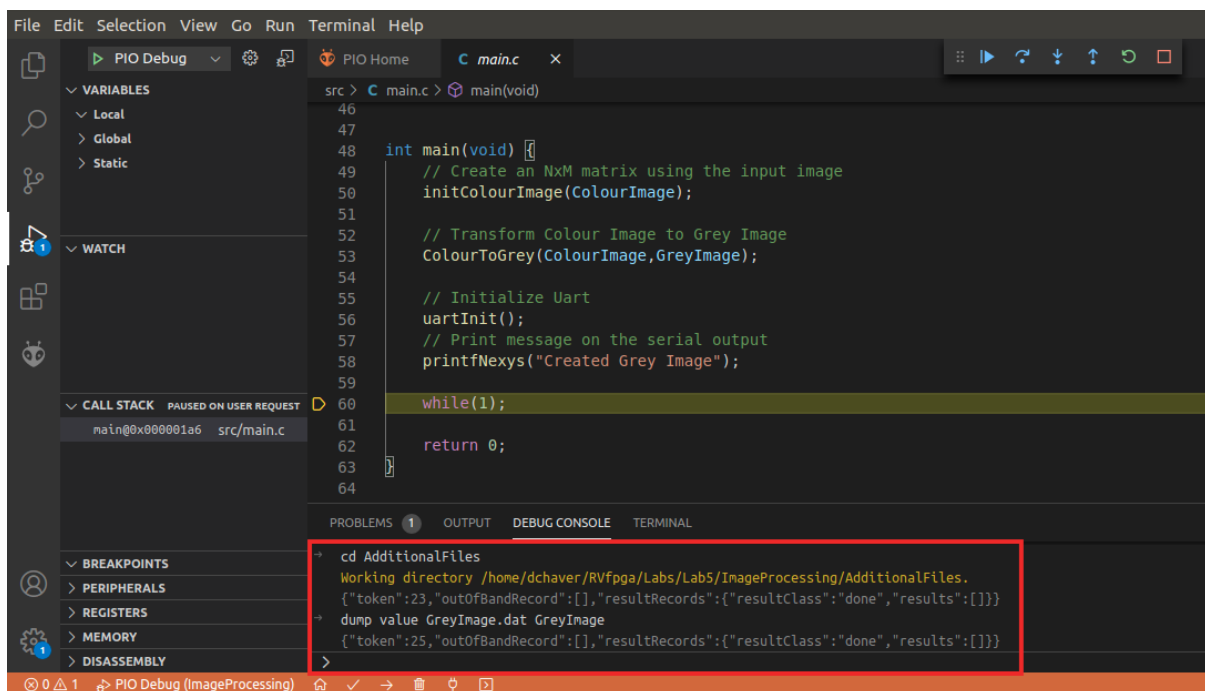 File Edit Selection View Go Run Terminal Help
PIO Debug
PIO Home
C main.c
VARIABLES
Local
Global
Static
WATCH
CALL STACK PAUSED ON USER REQUEST
main@0x000001a6 src/main.c
BREAKPOINTS
PERIPHERALS
REGISTERS
MEMORY
DISASSEMBLY
1
1
src > C main.c > main(void)
46
47
48 int main(void) {
49 // Create an NxM matrix using the input image
50 initColourImage(ColourImage);
51
52 // Transform Colour Image to Grey Image
53 ColourToGrey(ColourImage,GreyImage);
54
55 // Initialize Uart
56 uartInit();
57 // Print message on the serial output
58 printfNexys("Created Grey Image");
59
60 while(1);
61
62 return 0;
63 }
64
PROBLEMS 1 OUTPUT DEBUG CONSOLE TERMINAL
cd AdditionalFiles
Working directory /home/dchaver/RVfpga/Labs/Lab5/ImageProcessing/AdditionalFiles.
{"token":23,"outOfBandRecord":[],"resultRecords":{"resultClass":"done","results":[]}}
dump value GreyImage.dat GreyImage
{"token":25,"outOfBandRecord":[],"resultRecords":{"resultClass":"done","results":[]}}
>
0 1 PIO Debug (ImageProcessing)